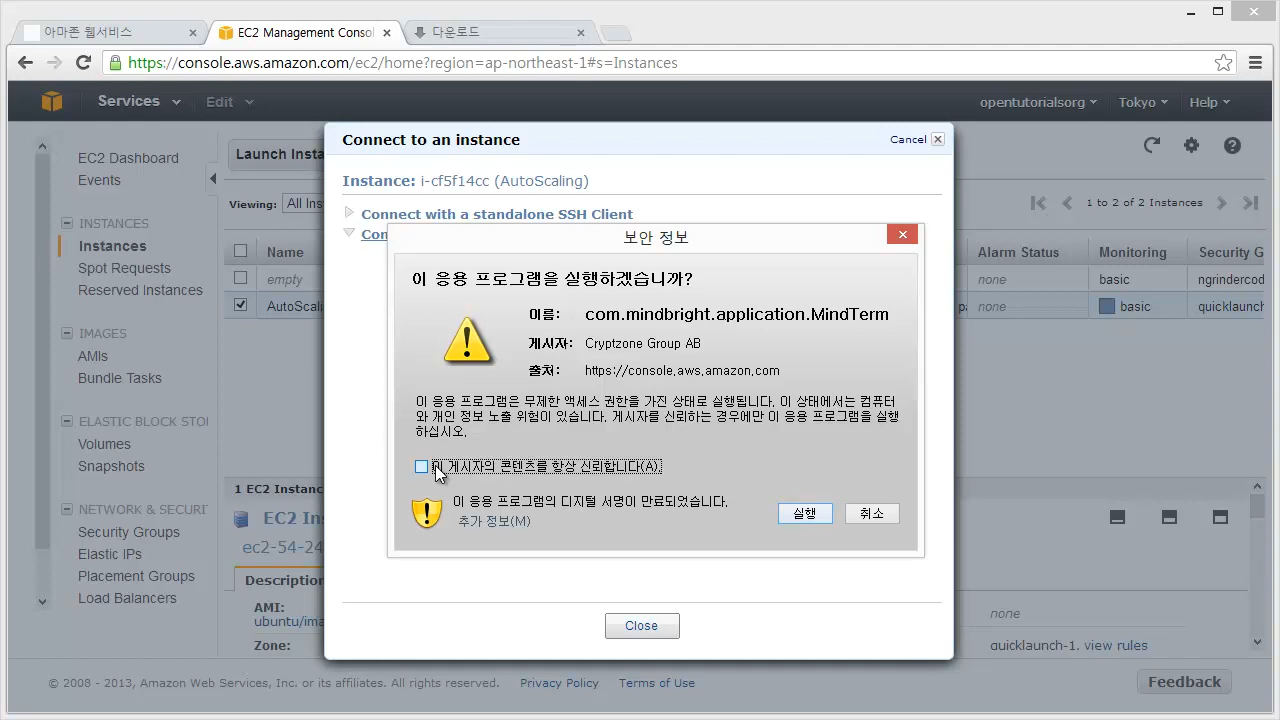 아마존 웹서비스
EC2 Management Consol
다운로드
https://console.aws.amazon.com/ec2/home?region=ap-northeast-1#s=Instances
Services
Edit
opentutorialsorg
Tokyo
Help
EC2 Dashboard
Events
INSTANCES
Instances
Spot Requests
Reserved Instances
IMAGES
AMIs
Bundle Tasks
ELASTIC BLOCK STO
Volumes
Snapshots
NETWORK & SECURI
Security Groups
Elastic IPs
Placement Groups
Load Balancers
Launch Insta
Viewing: All Ins
1 to 2 of 2 Instances
Name
Alarm Status
Monitoring
Security G
empty
none
basic
ngrindercod
AutoScali
pa
none
basic
quicklaunch
Connect to an instance
Cancel
Instance: i-cf5f14cc (AutoScaling)
Connect with a standalone SSH Client
Con
보안 정보
이 응용 프로그램을 실행하겠습니까?
이름: com.mindbright.application.MindTerm
게시자: Cryptzone Group AB
출처: https://console.aws.amazon.com
이 응용 프로그램은 무제한 액세스 권한을 가진 상태로 실행됩니다. 이 상태에서는 컴퓨터
와 개인 정보 노출 위험이 있습니다. 게시자를 신뢰하는 경우에만 이 응용 프로그램을 실행
하십시오.
이 게시자의 콘텐츠를 항상 신뢰합니다(A).
이 응용 프로그램의 디지털 서명이 만료되었습니다.
추가 정보(M)
실행
취소
Close
1 EC2 Instanc
EC2 Ins
ec2-54-24
Description
AMI:
ubuntu/ima
Zone:
none
quicklaunch-1. view rules
© 2008 - 2013, Amazon Web Services, Inc. or its affiliates. All rights reserved.
Privacy Policy
Terms of Use
Feedback